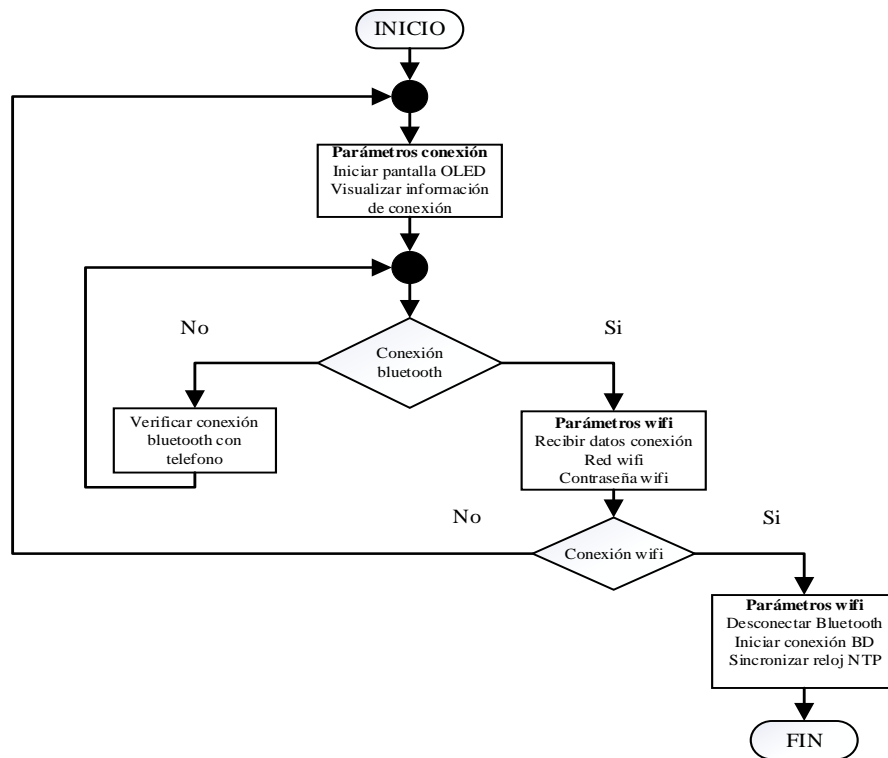 INICIO
Parámetros conexión
Iniciar pantalla OLED
Visualizar información
de conexión
No
Si
Conexión
bluetooth
Verificar conexión
bluetooth con
telefono
Parámetros wifi
Recibir datos conexión
Red wifi
Contraseña wifi
No
Si
Conexión wifi
Parámetros wifi
Desconectar Bluetooth
Iniciar conexión BD
Sincronizar reloj NTP
FIN